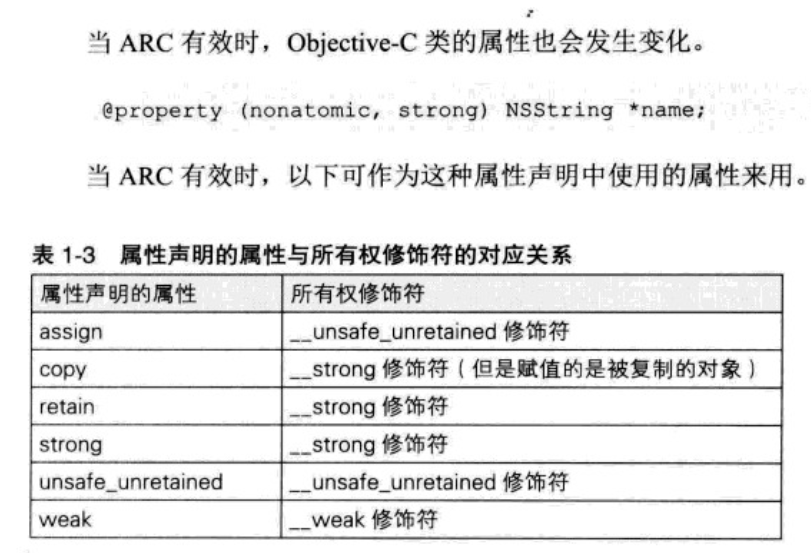 当 ARC 有效时，Objective-C 类的属性也会发生变化。
@property (nonatomic, strong) NSString *name;
当 ARC 有效时，以下可作为这种属性声明中使用的属性来用。
表 1-3 属性声明的属性与所有权修饰符的对应关系
属性声明的属性 所有权修饰符
assign __unsafe_unretained 修饰符
copy __strong 修饰符（但是赋值的是被复制的对象）
retain __strong 修饰符
strong __strong 修饰符
unsafe_unretained __unsafe_unretained 修饰符
weak __weak 修饰符